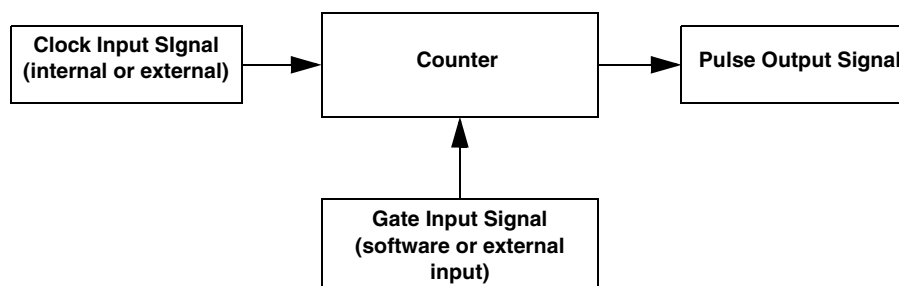 Clock Input SIgnal
(internal or external)
Counter
Pulse Output Signal
Gate Input Signal
(software or external
input)